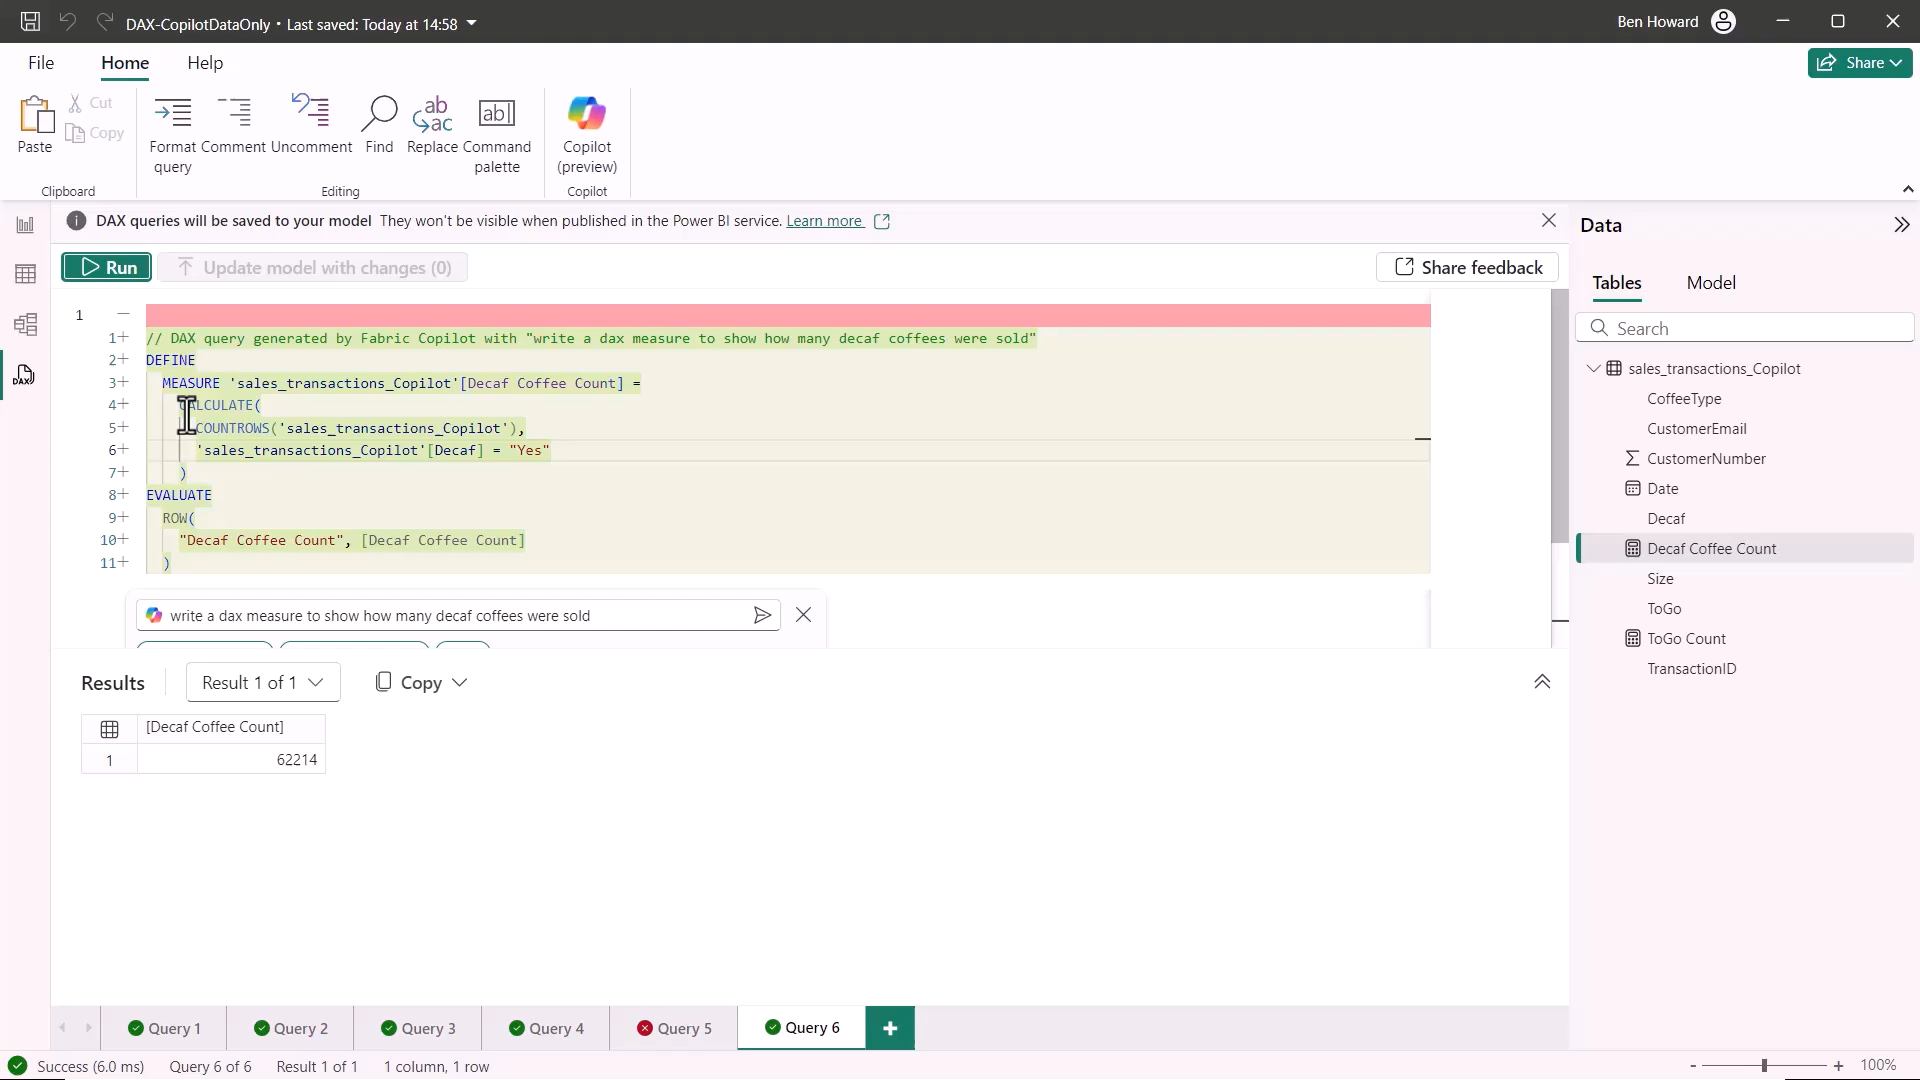 DAX-CopilotDataOnly • Last saved: Today at 14:58
Ben Howard
File
Home
Help
Share
Paste
Cut
Copy
Format query
Comment
Uncomment
Find
Replace
Command palette
Copilot (preview)
Clipboard
Editing
Copilot
DAX queries will be saved to your model They won't be visible when published in the Power BI service. Learn more
Run
Update model with changes (0)
Share feedback
1 −
1+ // DAX query generated by Fabric Copilot with "write a dax measure to show how many decaf coffees were sold"
2+ DEFINE
3+ MEASURE 'sales_transactions_Copilot'[Decaf Coffee Count] =
4+ CALCULATE(
5+ COUNTROWS('sales_transactions_Copilot'),
6+ 'sales_transactions_Copilot'[Decaf] = "Yes"
7+ )
8+ EVALUATE
9+ ROW(
10+ "Decaf Coffee Count", [Decaf Coffee Count]
11+ )
write a dax measure to show how many decaf coffees were sold
Results
Result 1 of 1
Copy
[Decaf Coffee Count]
1 62214
Data
Tables
Model
Search
sales_transactions_Copilot
CoffeeType
CustomerEmail
CustomerNumber
Date
Decaf
Decaf Coffee Count
Size
ToGo
ToGo Count
TransactionID
Query 1
Query 2
Query 3
Query 4
Query 5
Query 6
Success (6.0 ms)
Query 6 of 6
Result 1 of 1
1 column, 1 row
100%